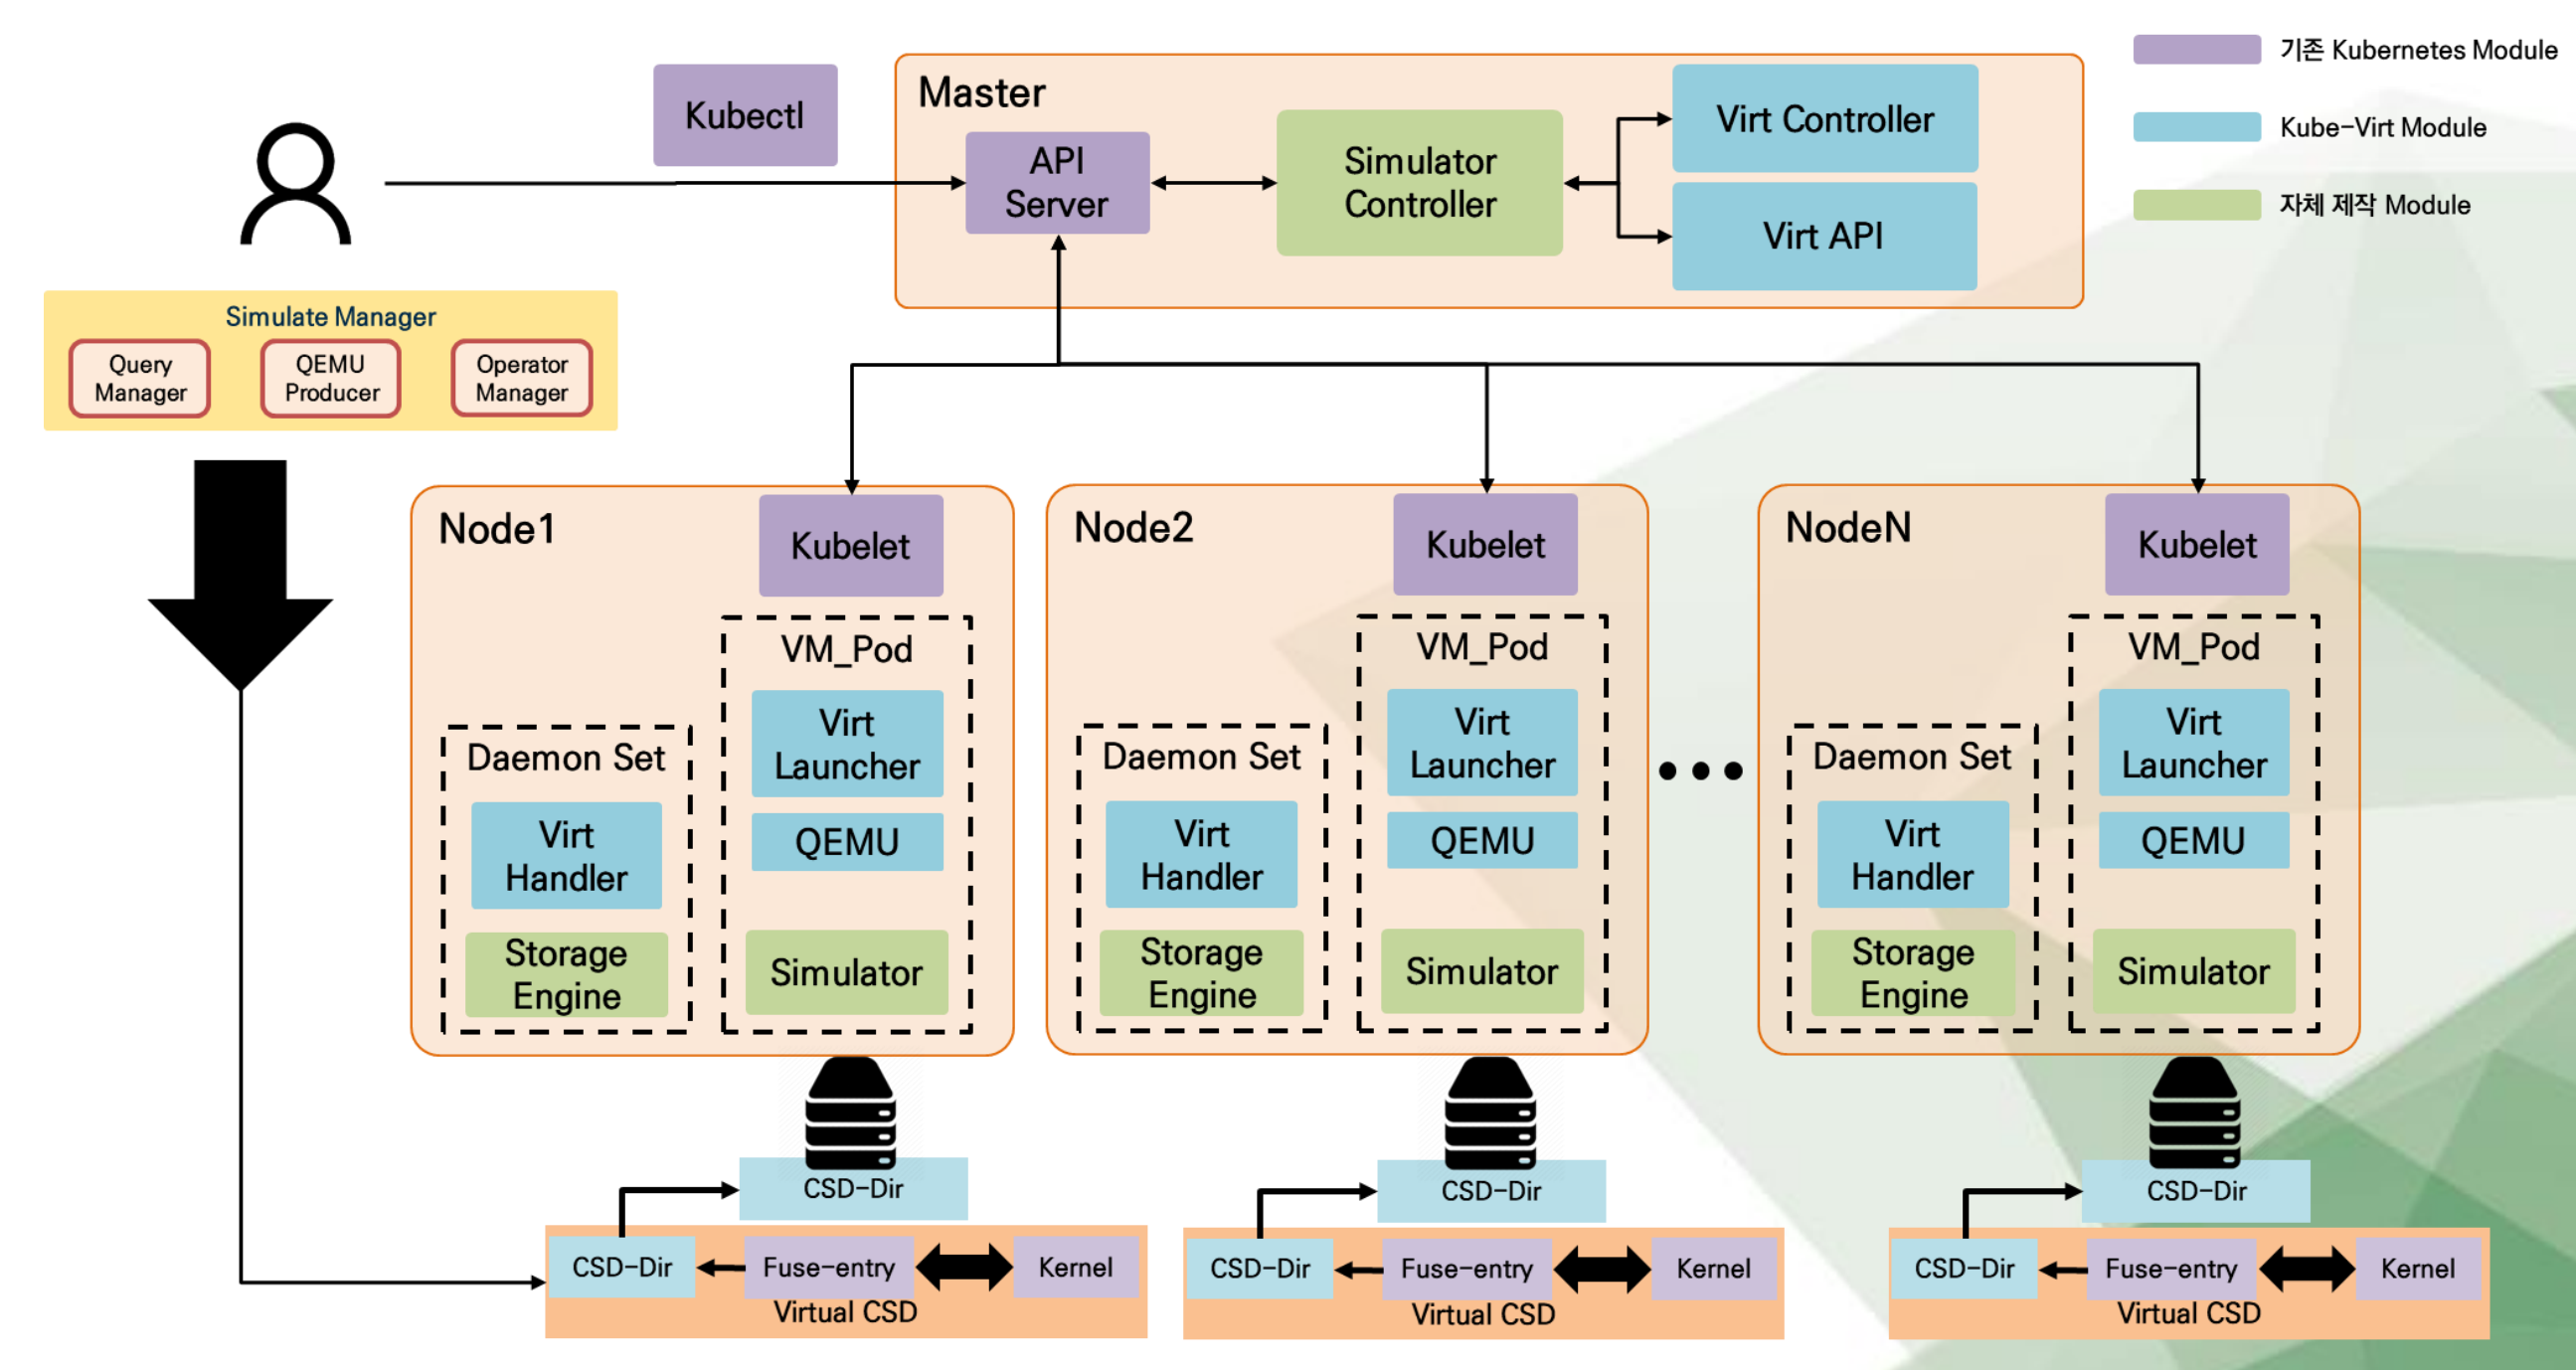 기존 Kubernetes Module
Kube-Virt Module
자체 제작 Module
Kubectl
Master
API
Server
Simulator
Controller
Virt Controller
Virt API
Simulate Manager
Query
Manager
QEMU
Producer
Operator
Manager
Node1
Kubelet
VM_Pod
Virt
Launcher
QEMU
Simulator
Daemon Set
Virt
Handler
Storage
Engine
Node2
Kubelet
VM_Pod
Virt
Launcher
QEMU
Simulator
Daemon Set
Virt
Handler
Storage
Engine
NodeN
Kubelet
VM_Pod
Virt
Launcher
QEMU
Simulator
Daemon Set
Virt
Handler
Storage
Engine
CSD-Dir
CSD-Dir
Fuse-entry
Kernel
Virtual CSD
CSD-Dir
CSD-Dir
Fuse-entry
Kernel
Virtual CSD
CSD-Dir
CSD-Dir
Fuse-entry
Kernel
Virtual CSD